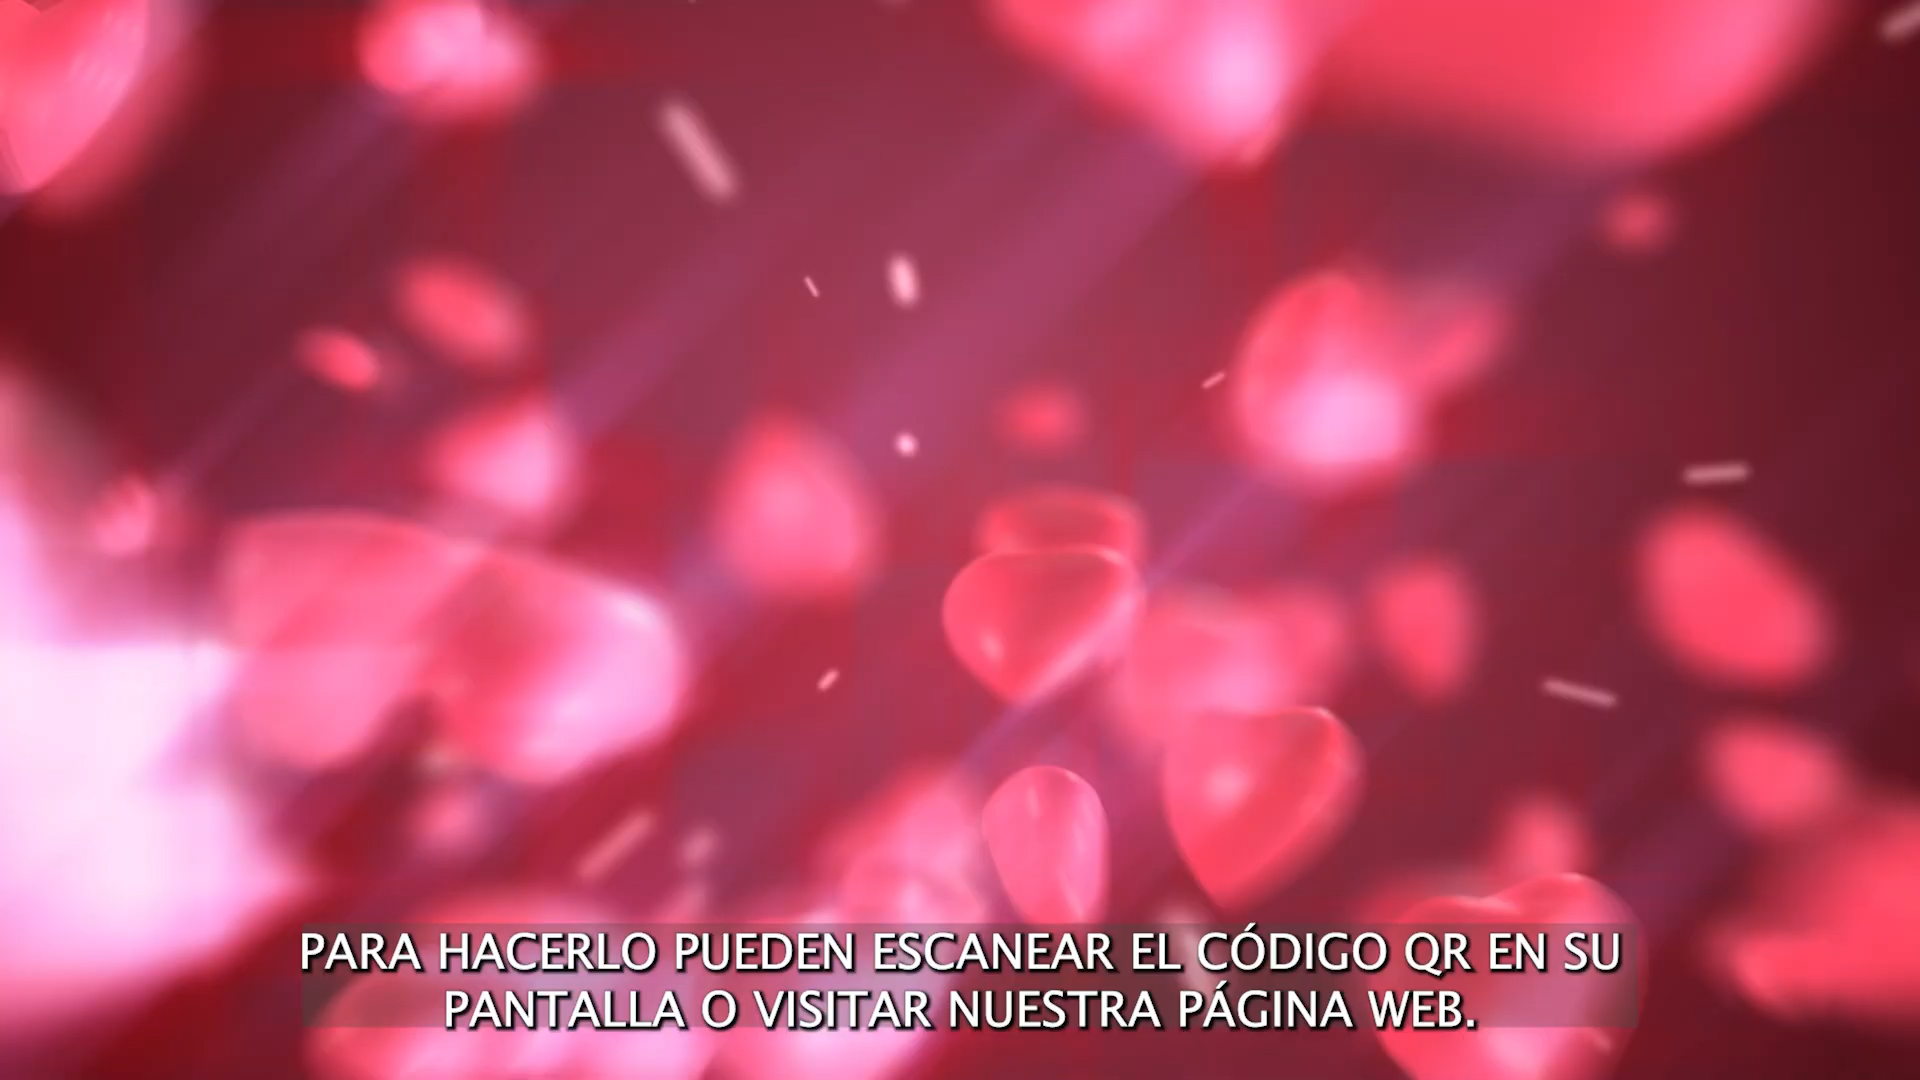 PARA HACERLO PUEDEN ESCANEAR EL CÓDIGO QR EN SU
PANTALLA O VISITAR NUESTRA PÁGINA WEB.